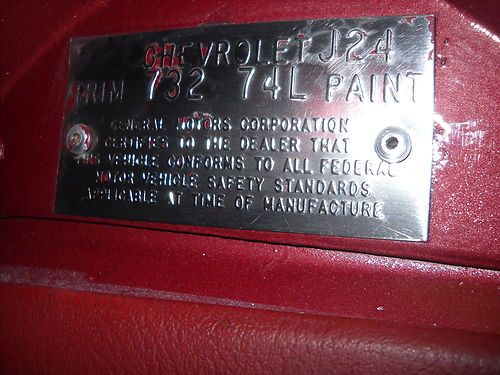 CHEVROLET J24
TRIM 732 74L PAINT
GENERAL MOTORS CORPORATION
CERTIFIES TO THE DEALER THAT
THIS VEHICLE CONFORMS TO ALL FEDERAL
MOTOR VEHICLE SAFETY STANDARDS
APPLICABLE AT TIME OF MANUFACTURE